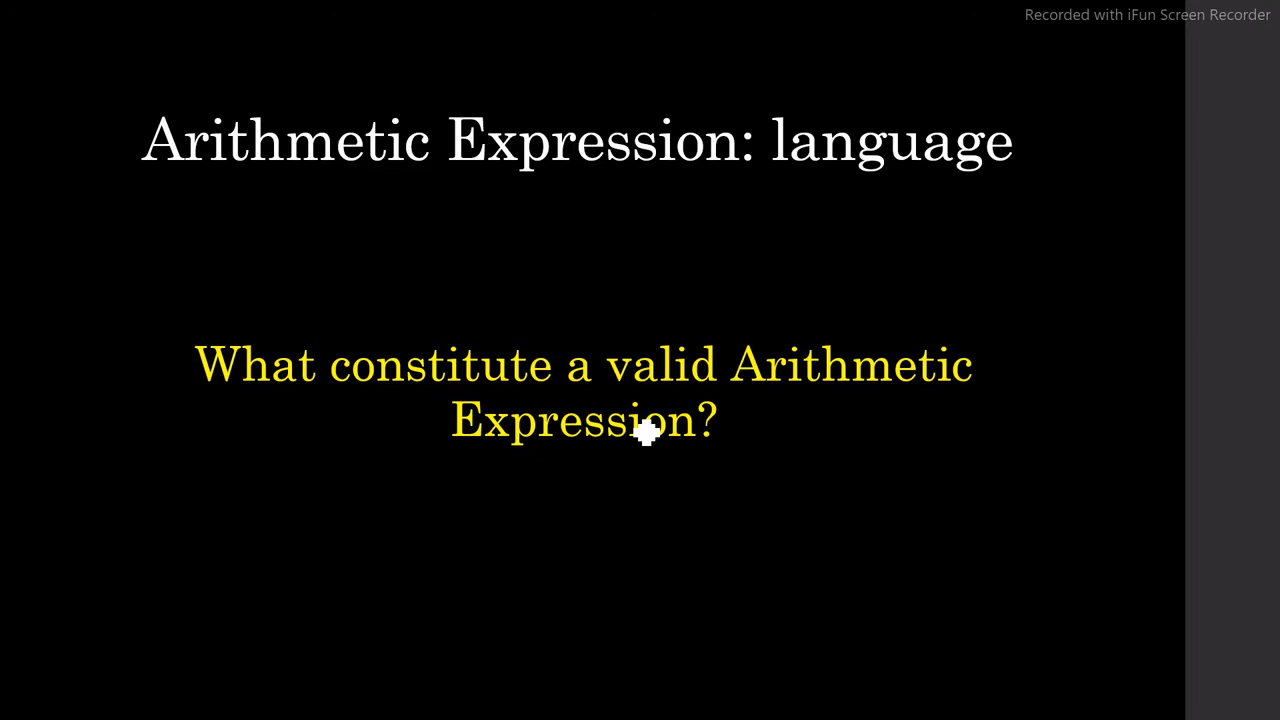 Recorded with iFun Screen Recorder
Arithmetic Expression: language
What constitute a valid Arithmetic
Expression?